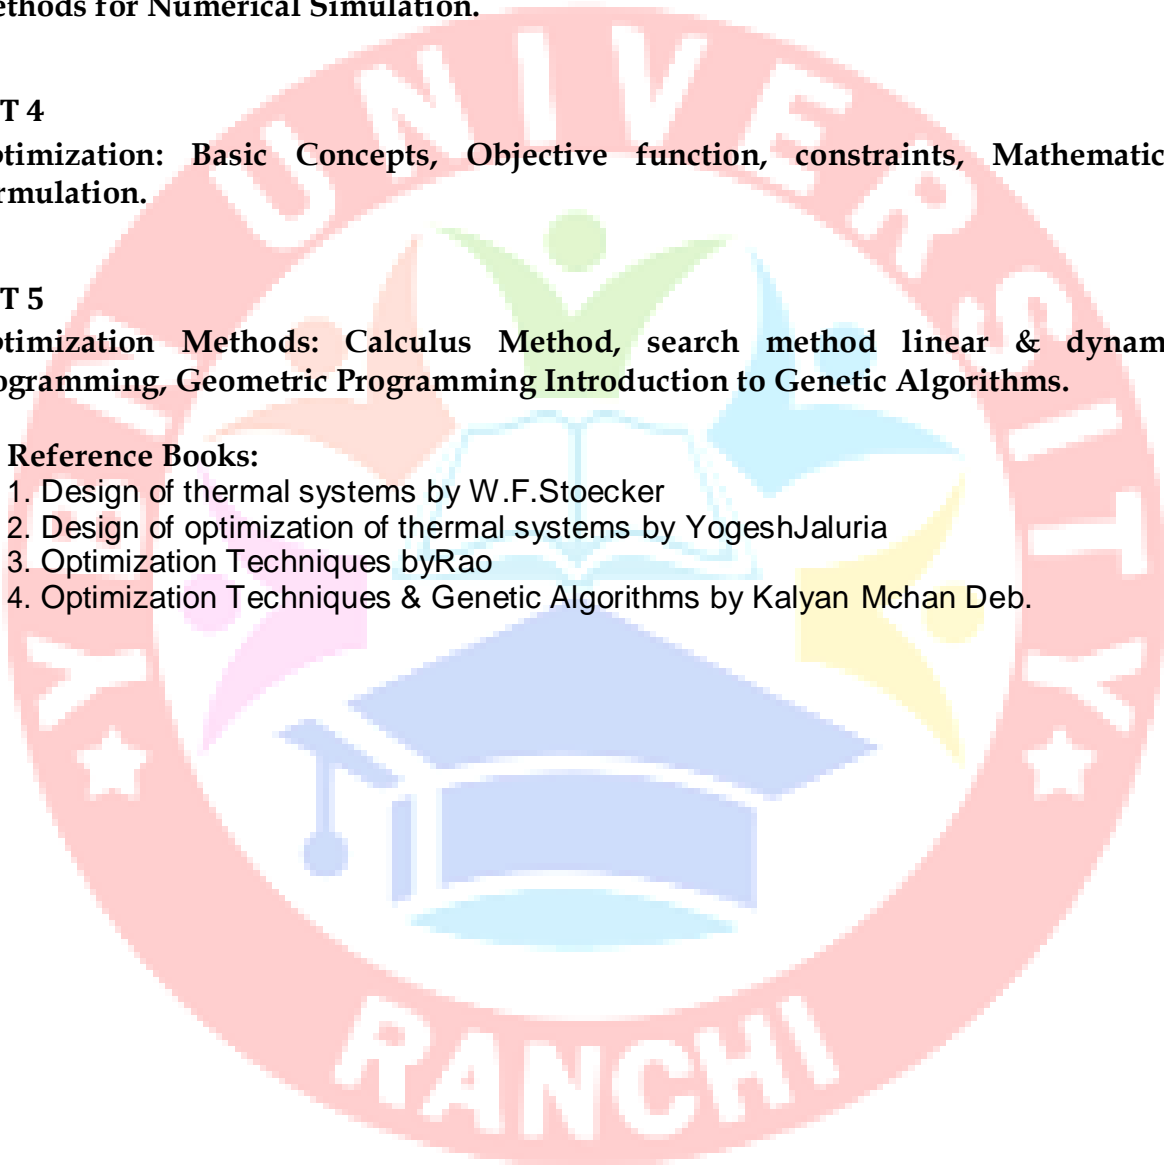 ethods for Numerical Simulation.
T 4
ptimization: Basic Concepts, Objective function, constraints, Mathematic
rmulation.
T 5
ptimization Methods: Calculus Method, search method linear & dynam
ogramming, Geometric Programming Introduction to Genetic Algorithms.
Reference Books:
1. Design of thermal systems by W.F.Stoecker
2. Design of optimization of thermal systems by YogeshJaluria
3. Optimization Techniques byRao
4. Optimization Techniques & Genetic Algorithms by Kalyan Mchan Deb.
YBN UNIVERSITY
RANCHI